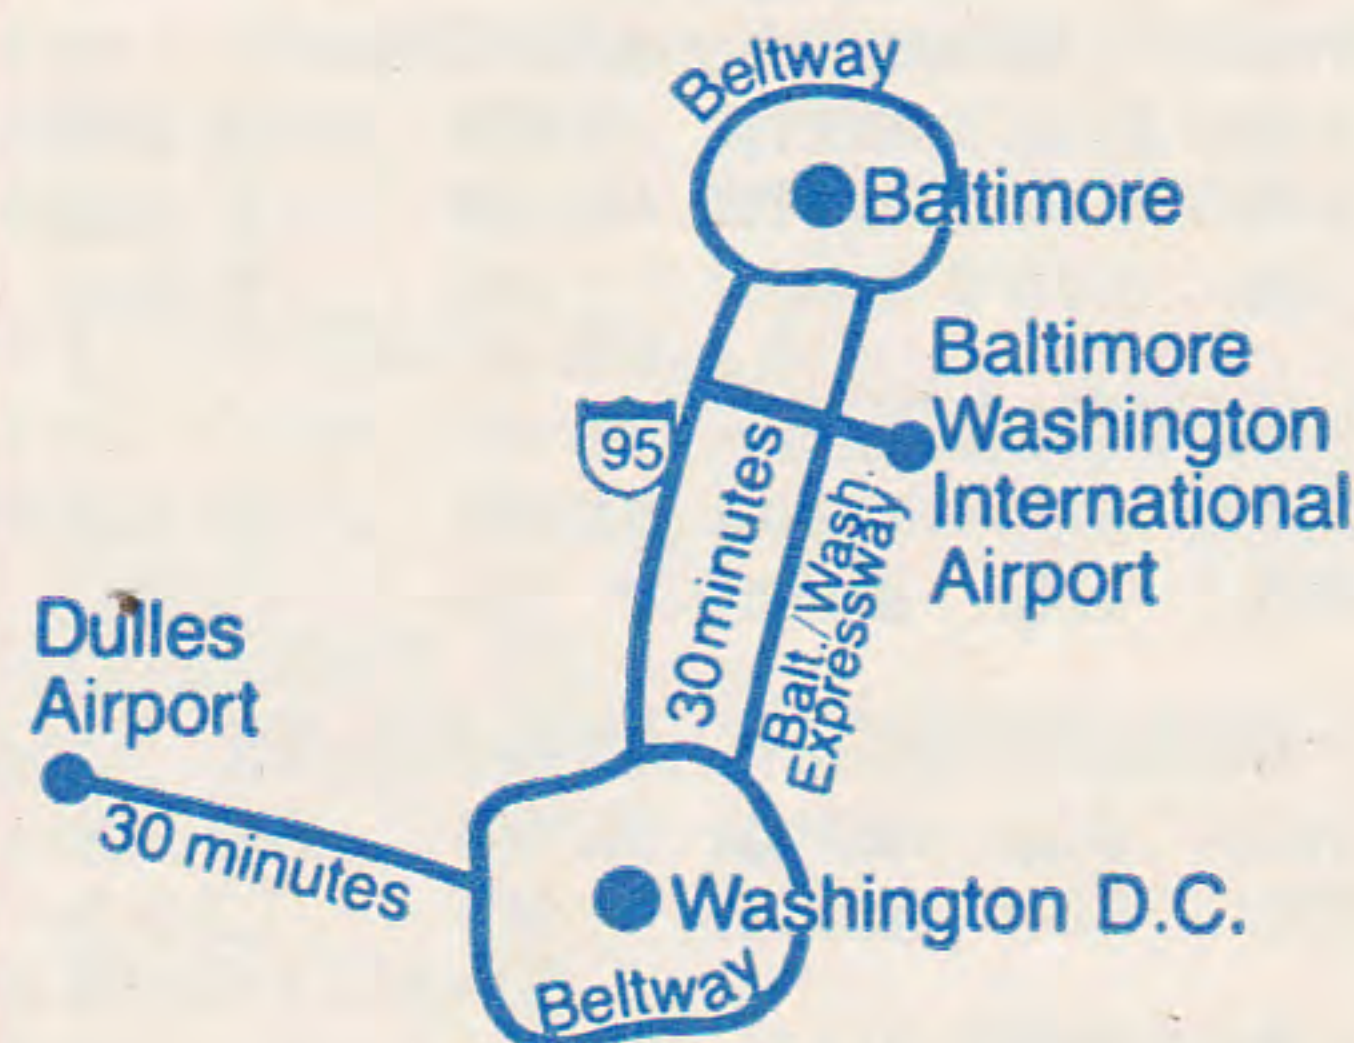 Beltway
Baltimore
Baltimore
Washington
International
Airport
95
30 minutes
Balt./Wash.
Expressway
Dulles
Airport
30 minutes
Washington D.C.
Beltway